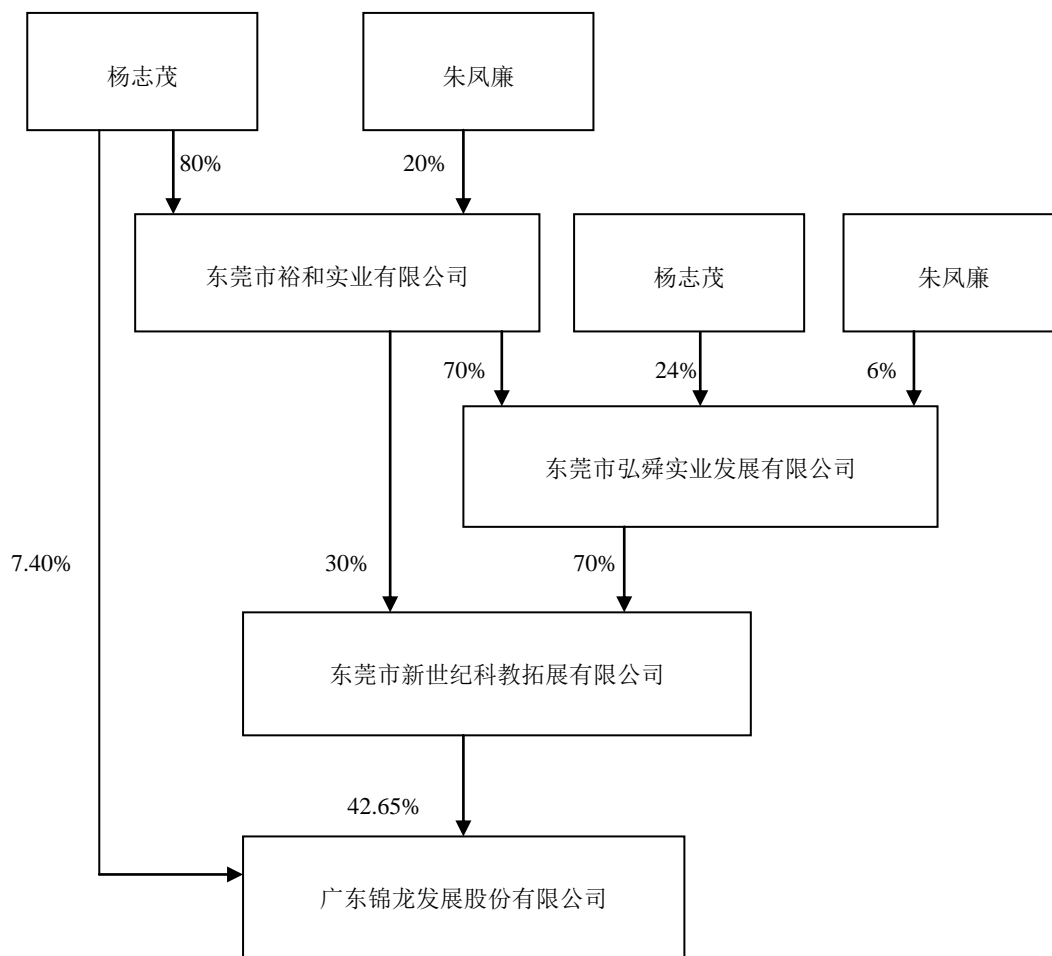 杨志茂
朱凤廉
80%
20%
东莞市裕和实业有限公司
杨志茂
朱凤廉
70%
24%
6%
东莞市弘舜实业发展有限公司
7.40%
30%
70%
东莞市新世纪科教拓展有限公司
42.65%
广东锦龙发展股份有限公司